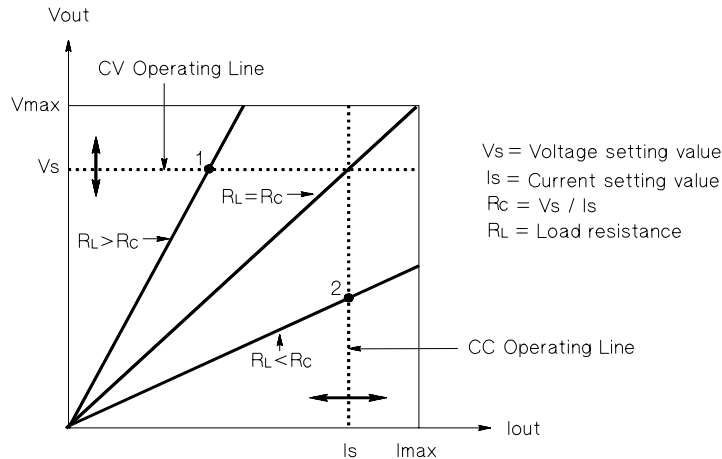 Vout
CV Operating Line
Vmax
Vs
1
RL=RC
RL>RC
2
RL<RC
CC Operating Line
Is
Imax
Iout
Vs = Voltage setting value
Is = Current setting value
RC = Vs / Is
RL = Load resistance